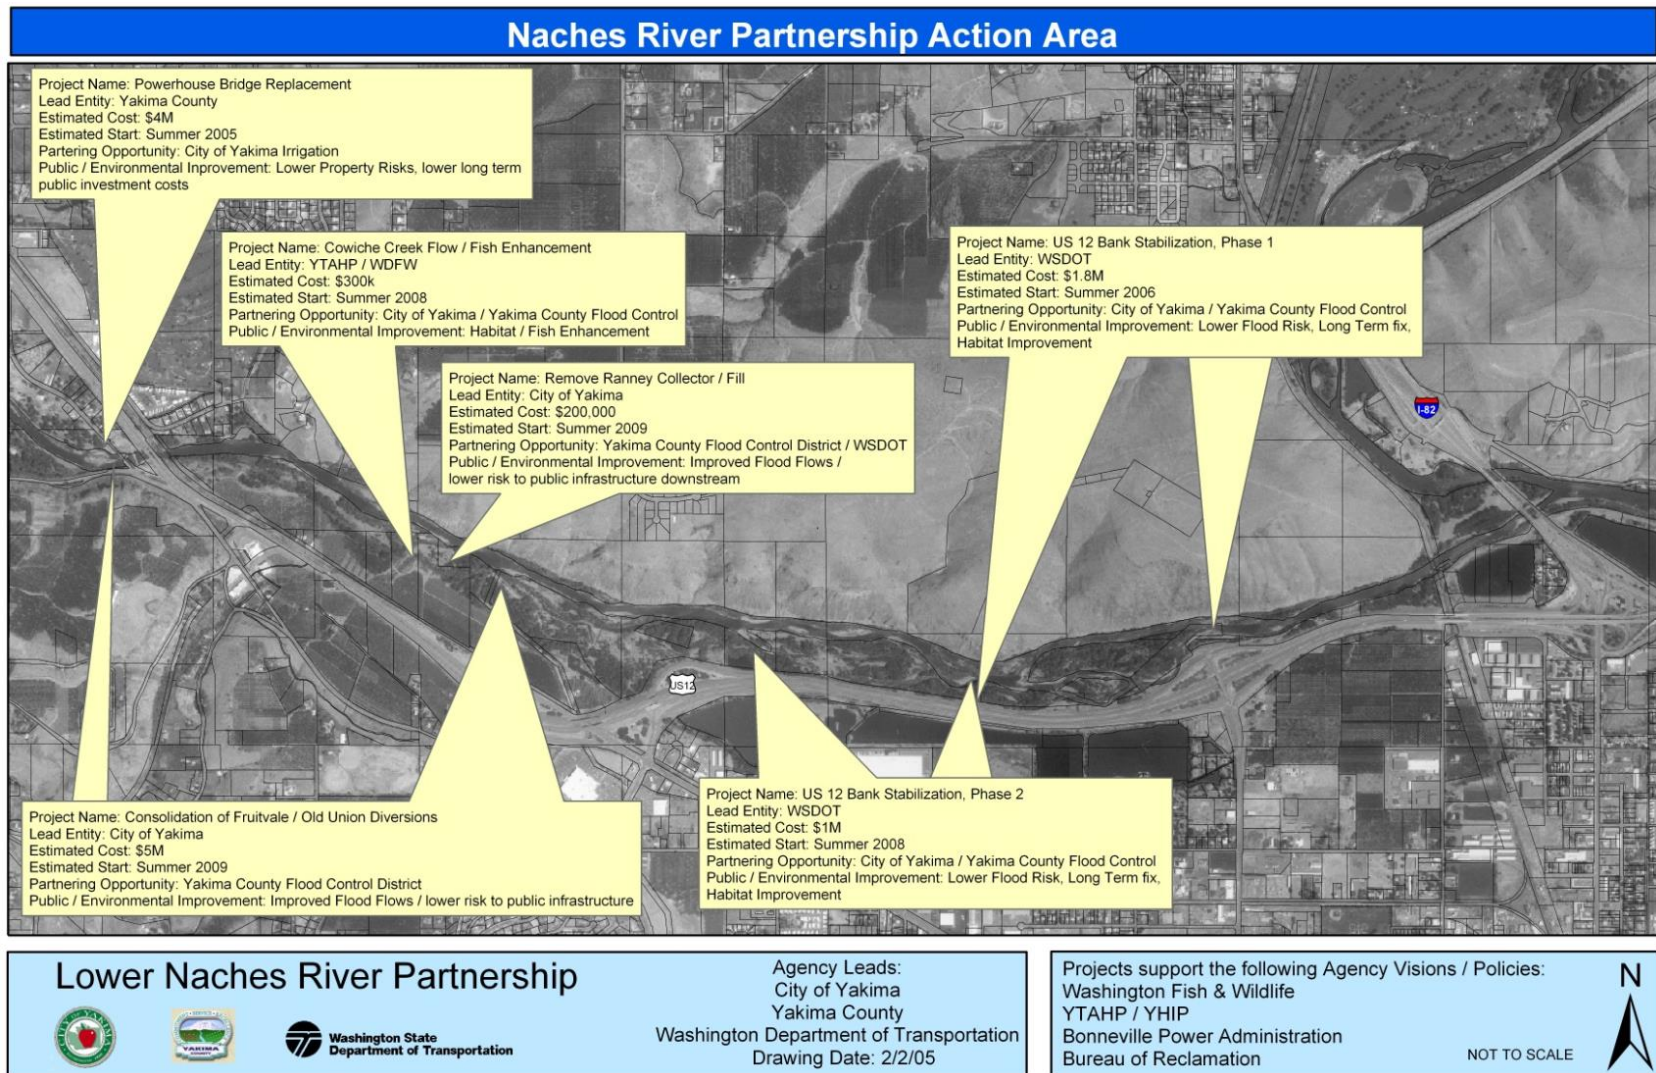 Naches River Partnership Action Area
Project Name: Powerhouse Bridge Replacement
Lead Entity: Yakima County
Estimated Cost: $4M
Estimated Start: Summer 2005
Partering Opportunity: City of Yakima Irrigation
Public / Environmental Inprovement: Lower Property Risks, lower long term
public investment costs
Project Name: Cowiche Creek Flow / Fish Enhancement
Lead Entity: YTAHP / WDFW
Estimated Cost: $300k
Estimated Start: Summer 2008
Partnering Opportunity: City of Yakima / Yakima County Flood Control
Public / Environmental Improvement: Habitat / Fish Enhancement
Project Name: US 12 Bank Stabilization, Phase 1
Lead Entity: WSDOT
Estimated Cost: $1.8M
Estimated Start: Summer 2006
Partnering Opportunity: City of Yakima / Yakima County Flood Control
Public / Environmental Improvement: Lower Flood Risk, Long Term fix,
Habitat Improvement
Project Name: Remove Ranney Collector / Fill
Lead Entity: City of Yakima
Estimated Cost: $200,000
Estimated Start: Summer 2009
Partnering Opportunity: Yakima County Flood Control District / WSDOT
Public / Environmental Improvement: Improved Flood Flows /
lower risk to public infrastructure downstream
I-82
US12
Project Name: US 12 Bank Stabilization, Phase 2
Lead Entity: WSDOT
Estimated Cost: $1M
Estimated Start: Summer 2008
Partnering Opportunity: City of Yakima / Yakima County Flood Control
Public / Environmental Improvement: Lower Flood Risk, Long Term fix,
Habitat Improvement
Project Name: Consolidation of Fruitvale / Old Union Diversions
Lead Entity: City of Yakima
Estimated Cost: $5M
Estimated Start: Summer 2009
Partnering Opportunity: Yakima County Flood Control District
Public / Environmental Improvement: Improved Flood Flows / lower risk to public infrastructure
Lower Naches River Partnership
CITY OF YAKIMA
YAKIMA
Washington State
Department of Transportation
Agency Leads:
City of Yakima
Yakima County
Washington Department of Transportation
Drawing Date: 2/2/05
Projects support the following Agency Visions / Policies:
Washington Fish & Wildlife
YTAHP / YHIP
Bonneville Power Administration
Bureau of Reclamation
NOT TO SCALE
N